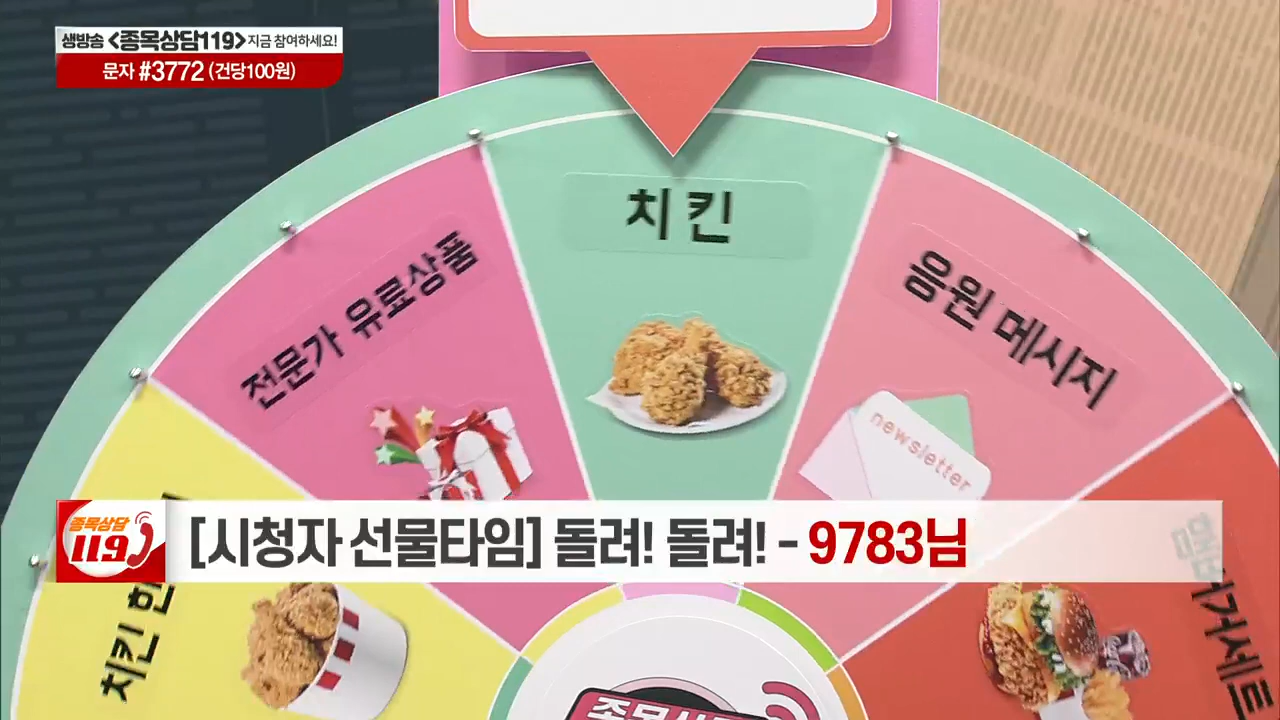 생방송 <종목상담119> 지금 참여하세요!
문자 #3772 (건당100원)
치킨
전문가 유료상품
응원 메시지
newsletter
종목상담
119
[시청자 선물타임] 돌려! 돌려! - 9783님
치킨